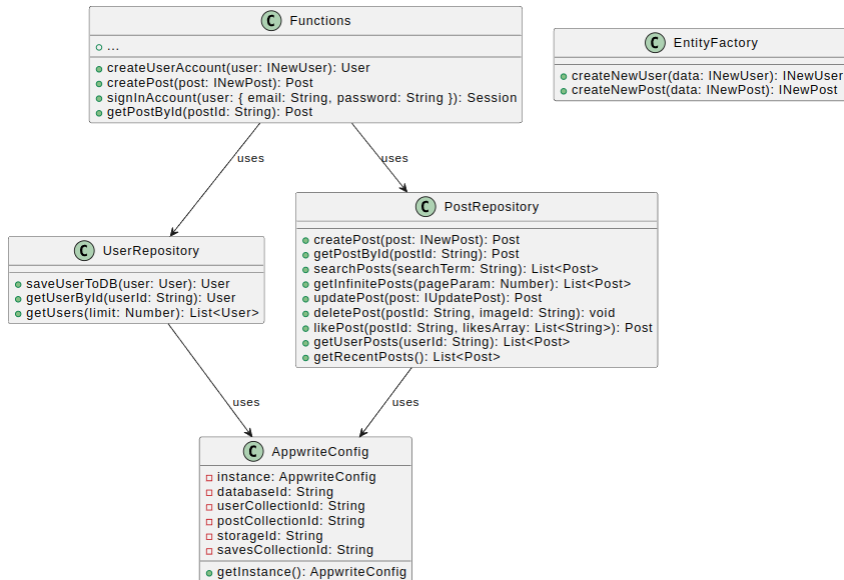 C Functions
...
createUserAccount(user: INewUser): User
createPost(post: INewPost): Post
signInAccount(user: { email: String, password: String }): Session
getPostById(postId: String): Post
C EntityFactory
createNewUser(data: INewUser): INewUser
createNewPost(data: INewPost): INewPost
uses
uses
C UserRepository
saveUserToDB(user: User): User
getUserById(userId: String): User
getUsers(limit: Number): List<User>
C PostRepository
createPost(post: INewPost): Post
getPostById(postId: String): Post
searchPosts(searchTerm: String): List<Post>
getInfinitePosts(pageParam: Number): List<Post>
updatePost(post: IUpdatePost): Post
deletePost(postId: String, imageId: String): void
likePost(postId: String, likesArray: List<String>): Post
getUserPosts(userId: String): List<Post>
getRecentPosts(): List<Post>
uses
uses
C AppwriteConfig
instance: AppwriteConfig
databaseId: String
userCollectionId: String
postCollectionId: String
storageId: String
savesCollectionId: String
getInstance(): AppwriteConfig